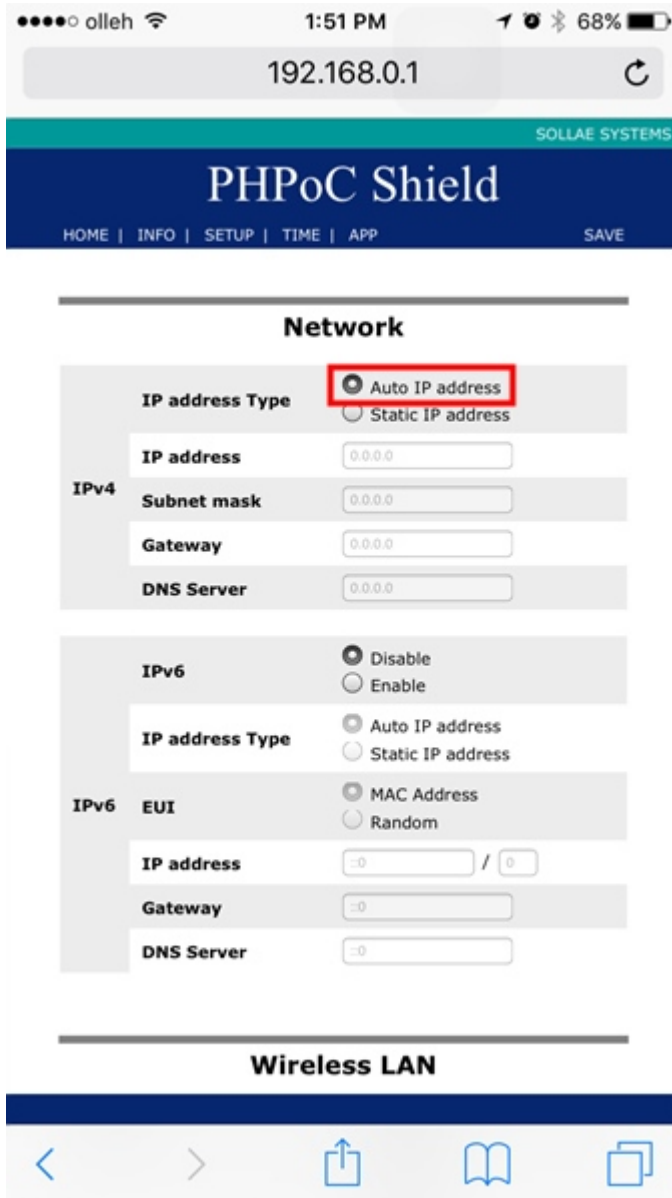 olleh 1:51 PM 68%
192.168.0.1
SOLLAE SYSTEMS
PHPoC Shield
HOME | INFO | SETUP | TIME | APP SAVE
Network
IPv4
IP address Type
Auto IP address
Static IP address
IP address 0.0.0.0
Subnet mask 0.0.0.0
Gateway 0.0.0.0
DNS Server 0.0.0.0
IPv6
IPv6
Disable
Enable
IP address Type
Auto IP address
Static IP address
EUI
MAC Address
Random
IP address ::0 / 0
Gateway ::0
DNS Server ::0
Wireless LAN